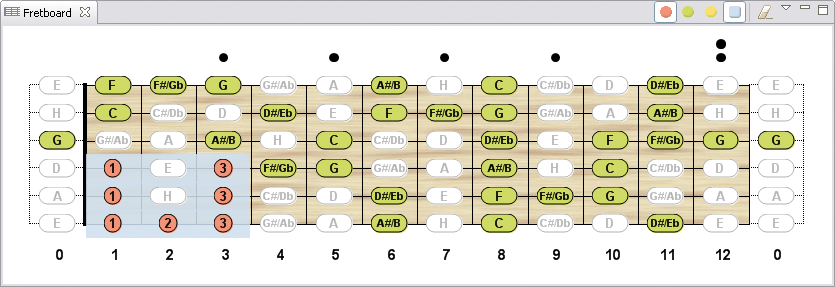 Fretboard
E F F#/Gb G G#/Ab A A#/B H C C#/Db D D#/Eb E E
H C C#/Db D D#/Eb E F F#/Gb G G#/Ab A A#/B H H
G G#/Ab A A#/B H C C#/Db D D#/Eb E F F#/Gb G G
D 1 E 3 F#/Gb G G#/Ab A A#/B H C C#/Db D D
A 1 H 3 C#/Db D D#/Eb E F F#/Gb G G#/Ab A A
E 1 2 3 G#/Ab A A#/B H C C#/Db D D#/Eb E E
0 1 2 3 4 5 6 7 8 9 10 11 12 0